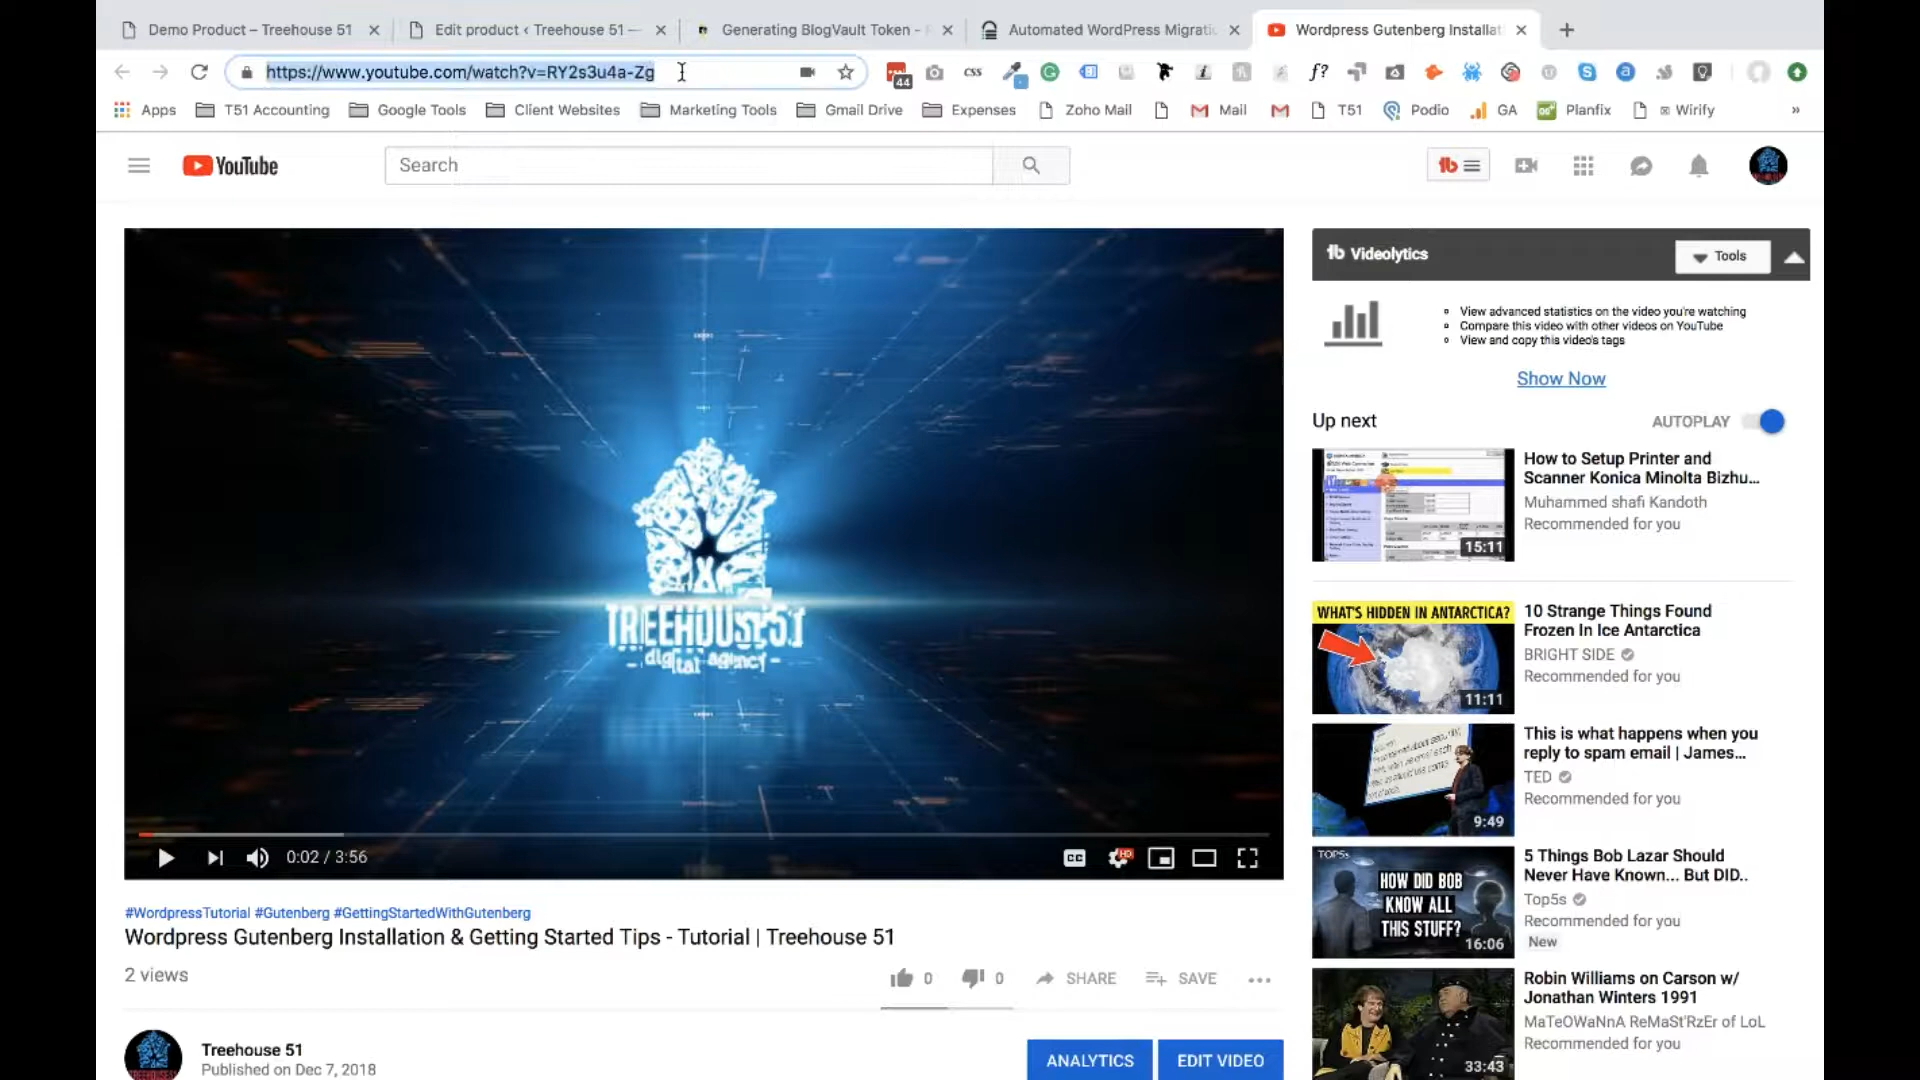 Demo Product – Treehouse 51
Edit product ‹ Treehouse 51 —
Generating BlogVault Token -
Automated WordPress Migrati
Wordpress Gutenberg Installat
https://www.youtube.com/watch?v=RY2s3u4a-Zg
44
CSS
f?
Apps
T51 Accounting
Google Tools
Client Websites
Marketing Tools
Gmail Drive
Expenses
Zoho Mail
Mail
T51
Podio
GA
Planfix
Wirify
»
YouTube
Search
tb
TREEHOUSE51
- digital agency -
0:02 / 3:56
CC
HD
#WordpressTutorial #Gutenberg #GettingStartedWithGutenberg
Wordpress Gutenberg Installation & Getting Started Tips - Tutorial | Treehouse 51
2 views
0
0
SHARE
SAVE
Treehouse 51
Published on Dec 7, 2018
ANALYTICS
EDIT VIDEO
tb Videolytics
Tools
View advanced statistics on the video you're watching
Compare this video with other videos on YouTube
View and copy this video's tags
Show Now
Up next
AUTOPLAY
15:11
How to Setup Printer and
Scanner Konica Minolta Bizhu...
Muhammed shafi Kandoth
Recommended for you
WHAT'S HIDDEN IN ANTARCTICA?
11:11
10 Strange Things Found
Frozen In Ice Antarctica
BRIGHT SIDE
Recommended for you
9:49
This is what happens when you
reply to spam email | James...
TED
Recommended for you
TOP5s
HOW DID BOB
KNOW ALL
THIS STUFF?
16:06
5 Things Bob Lazar Should
Never Have Known... But DID..
Top5s
Recommended for you
New
33:43
Robin Williams on Carson w/
Jonathan Winters 1991
MaTeOWaNnA ReMaSt'RzEr of LoL
Recommended for you